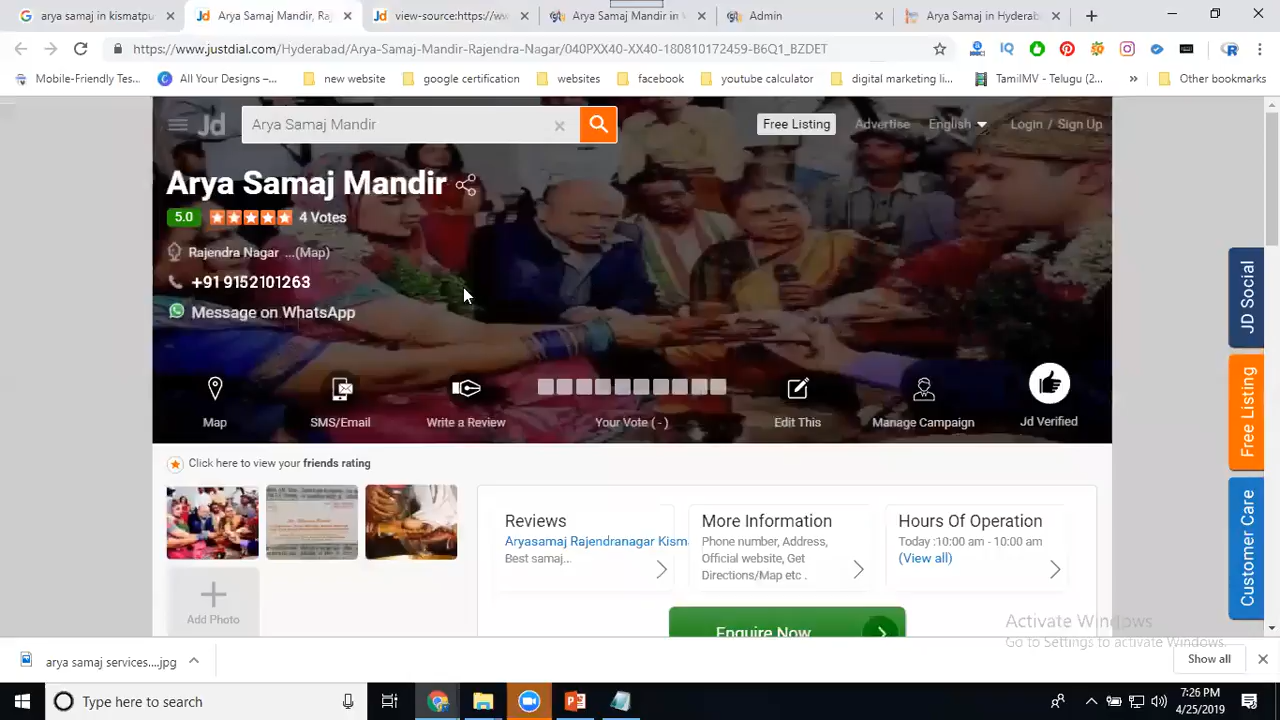 arya samaj in kismatpu
Arya Samaj Mandir, Raj
view-source:https://www
Arya Samaj Mandir in
Admin
Arya Samaj in Hyderab
https://www.justdial.com/Hyderabad/Arya-Samaj-Mandir-Rajendra-Nagar/040PXX40-XX40-180810172459-B6Q1_BZDET
Mobile-Friendly Tes...
All Your Designs –...
new website
google certification
websites
facebook
youtube calculator
digital marketing li...
TamilMV - Telugu (2...
»
Other bookmarks
Jd
Arya Samaj Mandir
Free Listing
Advertise
English
Login / Sign Up
Arya Samaj Mandir
5.0
4 Votes
Rajendra Nagar ...(Map)
+91 9152101263
Message on WhatsApp
Map
SMS/Email
Write a Review
Your Vote ( - )
Edit This
Manage Campaign
Jd Verified
JD Social
Free Listing
Customer Care
Click here to view your friends rating
Add Photo
Reviews
Aryasamaj Rajendranagar Kism
Best samaj...
More Information
Phone number, Address,
Official website, Get
Directions/Map etc .
Hours Of Operation
Today :10:00 am - 10:00 am
(View all)
Enquire Now
Activate Windows
Go to Settings to activate Windows.
arya samaj services....jpg
Show all
Type here to search
7:26 PM
4/25/2019